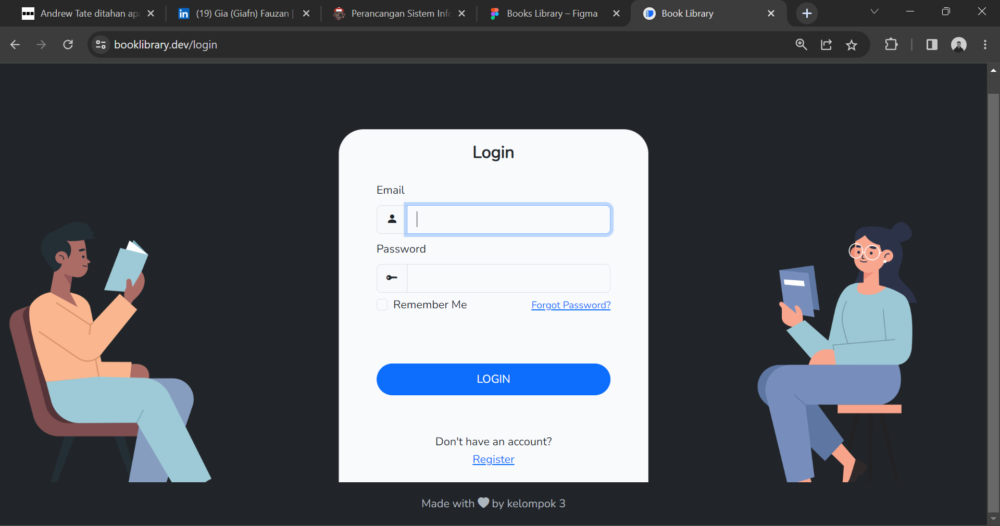 Andrew Tate ditahan ap
(19) Gia (Giafn) Fauzan |
Perancangan Sistem Info
Books Library – Figma
Book Library
booklibrary.dev/login
Login
Email
Password
Remember Me
Forgot Password?
LOGIN
Don't have an account?
Register
Made with by kelompok 3